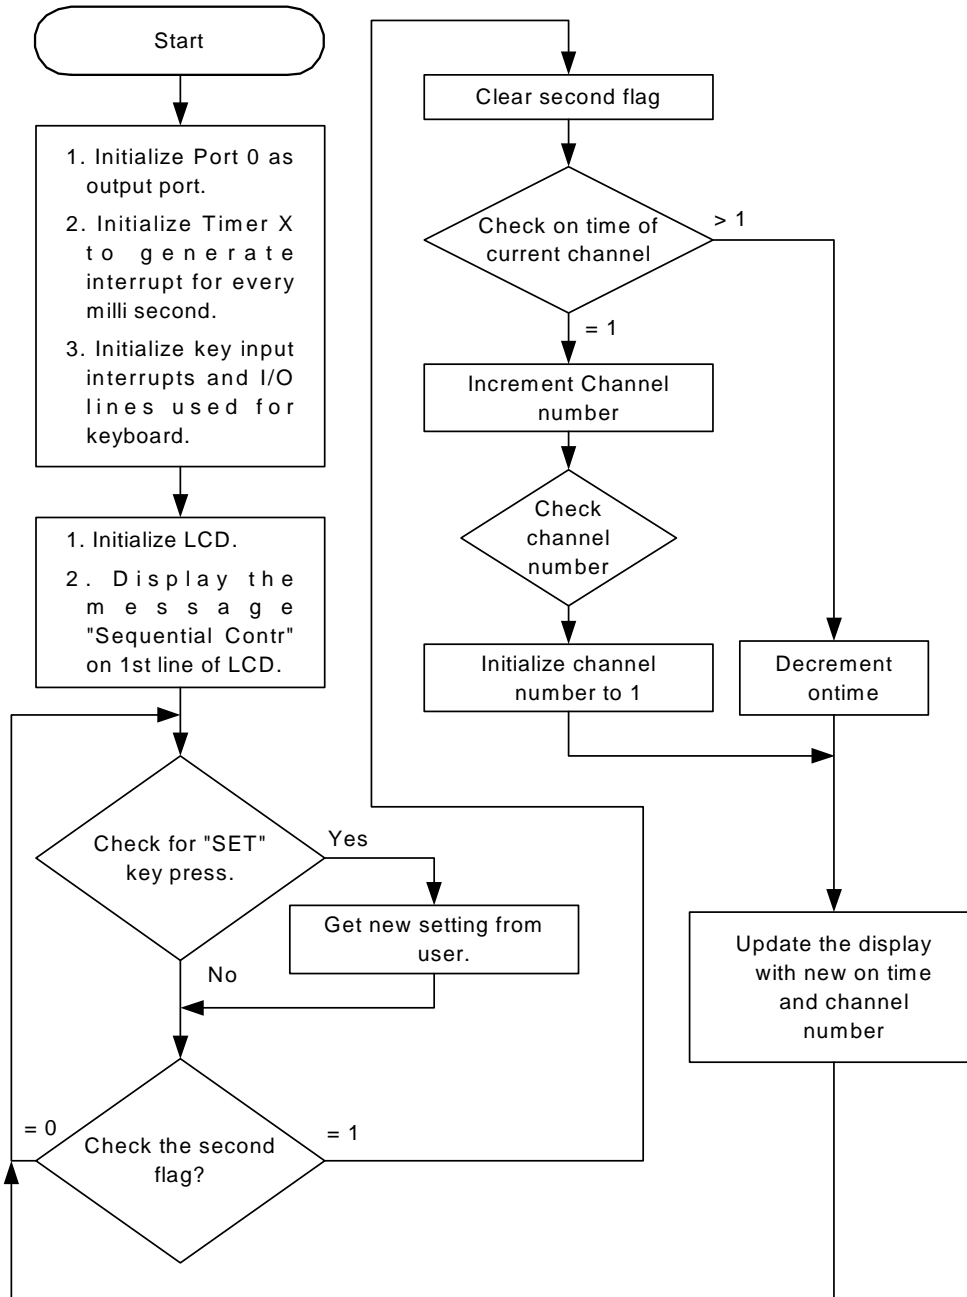 Start
1. Initialize Port 0 as
output port.
2. Initialize Timer X
to generate
interrupt for every
milli second.
3. Initialize key input
interrupts and I/O
lines used for
keyboard.
1. Initialize LCD.
2. Display the
message
"Sequential Contr"
on 1st line of LCD.
Check for "SET"
key press.
Yes
Get new setting from
user.
No
Check the second
flag?
= 0
= 1
Clear second flag
Check on time of
current channel
> 1
= 1
Increment Channel
number
Check
channel
number
Initialize channel
number to 1
Decrement
ontime
Update the display
with new on time
and channel
number